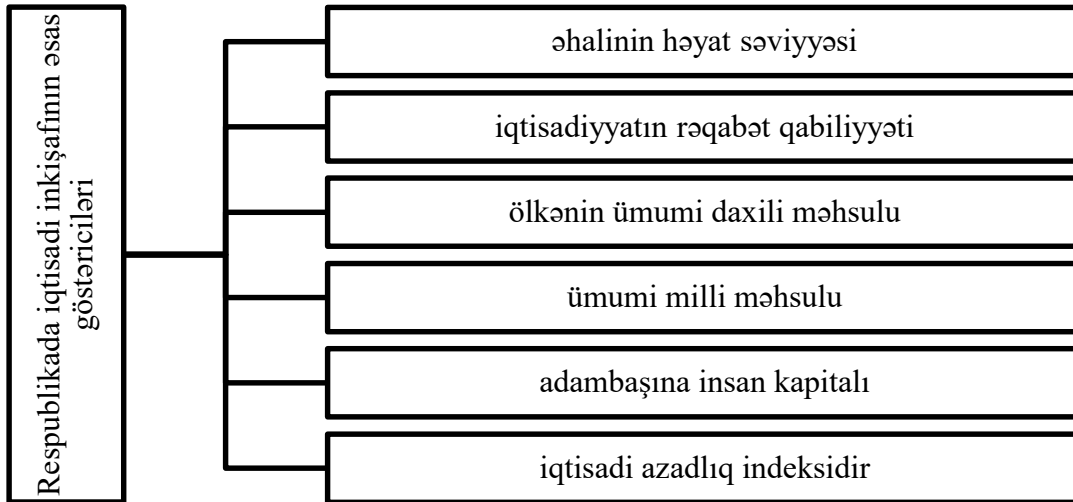 Respublikada iqtisadi inkişafının əsas
göstəriciləri
əhalinin həyat səviyyəsi
iqtisadiyyatın rəqabət qabiliyyəti
ölkənin ümumi daxili məhsulu
ümumi milli məhsulu
adambaşına insan kapitalı
iqtisadi azadlıq indeksidir